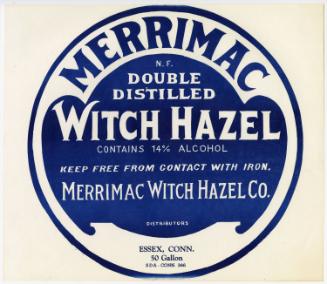 MERRIMAC
N. F.
DOUBLE
DISTILLED
WITCH HAZEL
CONTAINS 14% ALCOHOL
KEEP FREE FROM CONTACT WITH IRON.
MERRIMAC WITCH HAZEL CO.
DISTRIBUTORS
ESSEX, CONN.
50 Gallon